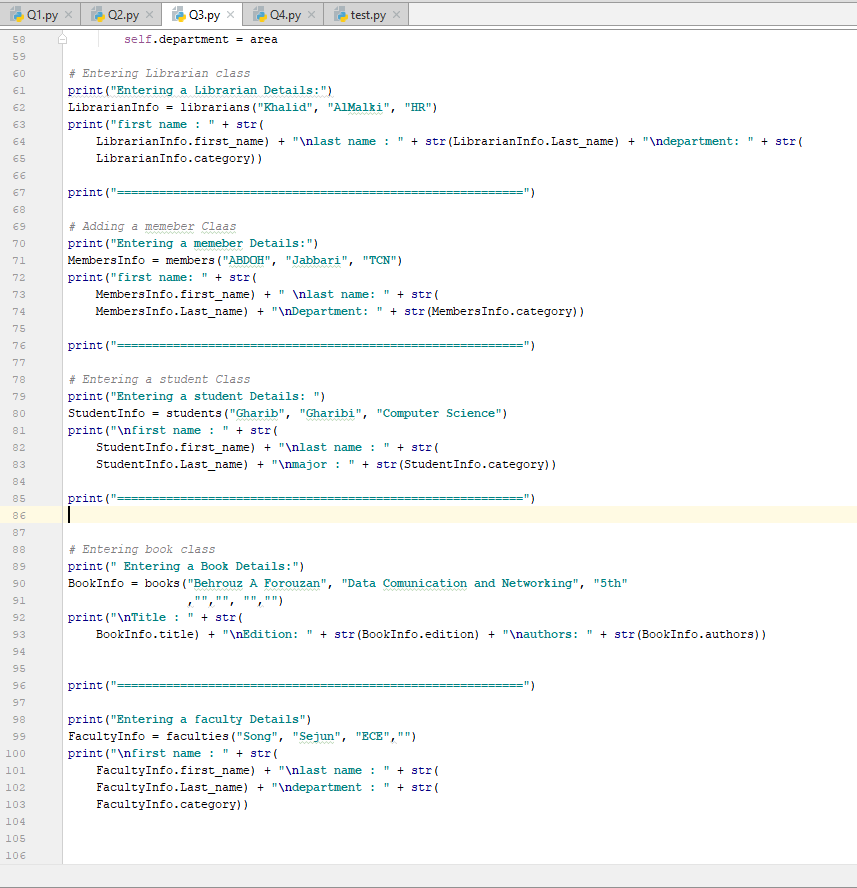 Q1.py Q2.py Q3.py Q4.py test.py
58 self.department = area
59
60 # Entering Librarian class
61 print("Entering a Librarian Details:")
62 LibrarianInfo = librarians("Khalid", "AlMalki", "HR")
63 print("first name : " + str(
64 LibrarianInfo.first_name) + "\nlast name : " + str(LibrarianInfo.Last_name) + "\ndepartment: " + str(
65 LibrarianInfo.category))
66
67 print("==========================================================")
68
69 # Adding a memeber Claas
70 print("Entering a memeber Details:")
71 MembersInfo = members("ABDOH", "Jabbari", "TCN")
72 print("first name: " + str(
73 MembersInfo.first_name) + " \nlast name: " + str(
74 MembersInfo.Last_name) + "\nDepartment: " + str(MembersInfo.category))
75
76 print("==========================================================")
77
78 # Entering a student Class
79 print("Entering a student Details: ")
80 StudentInfo = students("Gharib", "Gharibi", "Computer Science")
81 print("\nfirst name : " + str(
82 StudentInfo.first_name) + "\nlast name : " + str(
83 StudentInfo.Last_name) + "\nmajor : " + str(StudentInfo.category))
84
85 print("==========================================================")
86
87
88 # Entering book class
89 print(" Entering a Book Details:")
90 BookInfo = books("Behrouz A Forouzan", "Data Comunication and Networking", "5th"
91 ,"","", "","")
92 print("\nTitle : " + str(
93 BookInfo.title) + "\nEdition: " + str(BookInfo.edition) + "\nauthors: " + str(BookInfo.authors))
94
95
96 print("==========================================================")
97
98 print("Entering a faculty Details")
99 FacultyInfo = faculties("Song", "Sejun", "ECE","")
100 print("\nfirst name : " + str(
101 FacultyInfo.first_name) + "\nlast name : " + str(
102 FacultyInfo.Last_name) + "\ndepartment : " + str(
103 FacultyInfo.category))
104
105
106